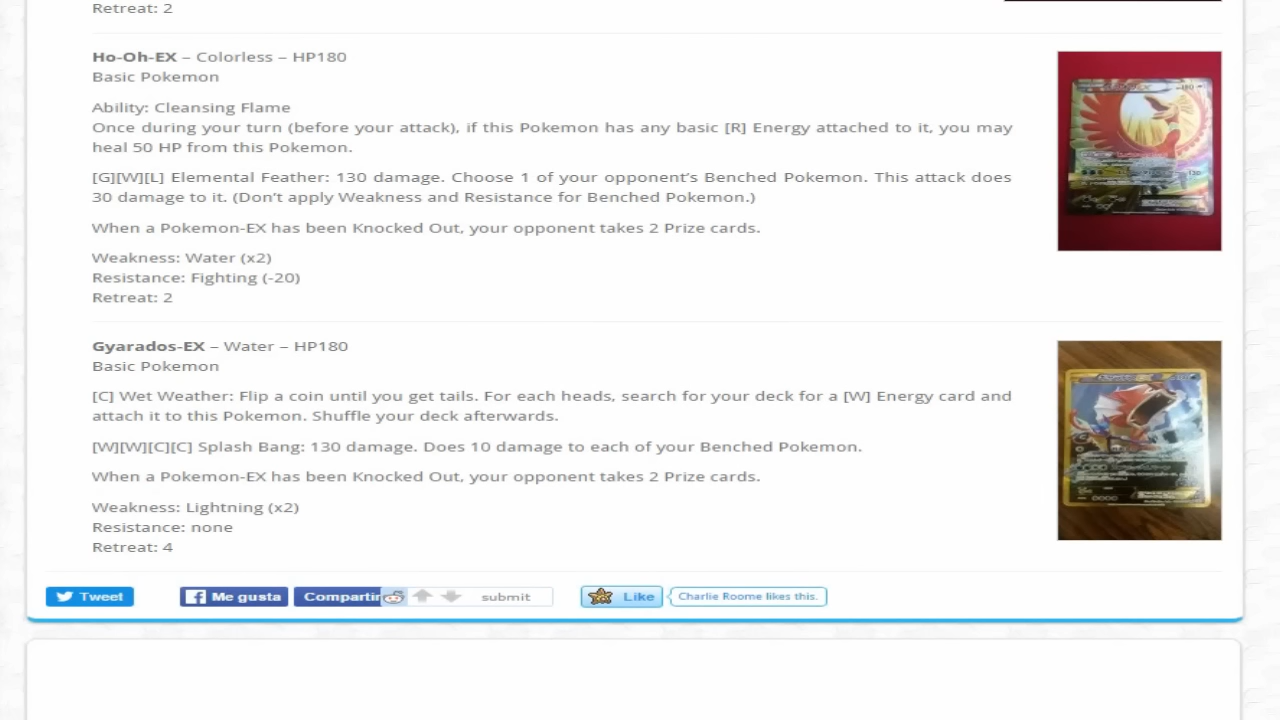 Retreat: 2
Ho-Oh-EX – Colorless – HP180
Basic Pokemon
Ability: Cleansing Flame
Once during your turn (before your attack), if this Pokemon has any basic [R] Energy attached to it, you may
heal 50 HP from this Pokemon.
[G][W][L] Elemental Feather: 130 damage. Choose 1 of your opponent's Benched Pokemon. This attack does
30 damage to it. (Don't apply Weakness and Resistance for Benched Pokemon.)
When a Pokemon-EX has been Knocked Out, your opponent takes 2 Prize cards.
Weakness: Water (x2)
Resistance: Fighting (-20)
Retreat: 2
Gyarados-EX – Water – HP180
Basic Pokemon
[C] Wet Weather: Flip a coin until you get tails. For each heads, search for your deck for a [W] Energy card and
attach it to this Pokemon. Shuffle your deck afterwards.
[W][W][C][C] Splash Bang: 130 damage. Does 10 damage to each of your Benched Pokemon.
When a Pokemon-EX has been Knocked Out, your opponent takes 2 Prize cards.
Weakness: Lightning (x2)
Resistance: none
Retreat: 4
Tweet Me gusta Compartir submit Like Charlie Roome likes this.